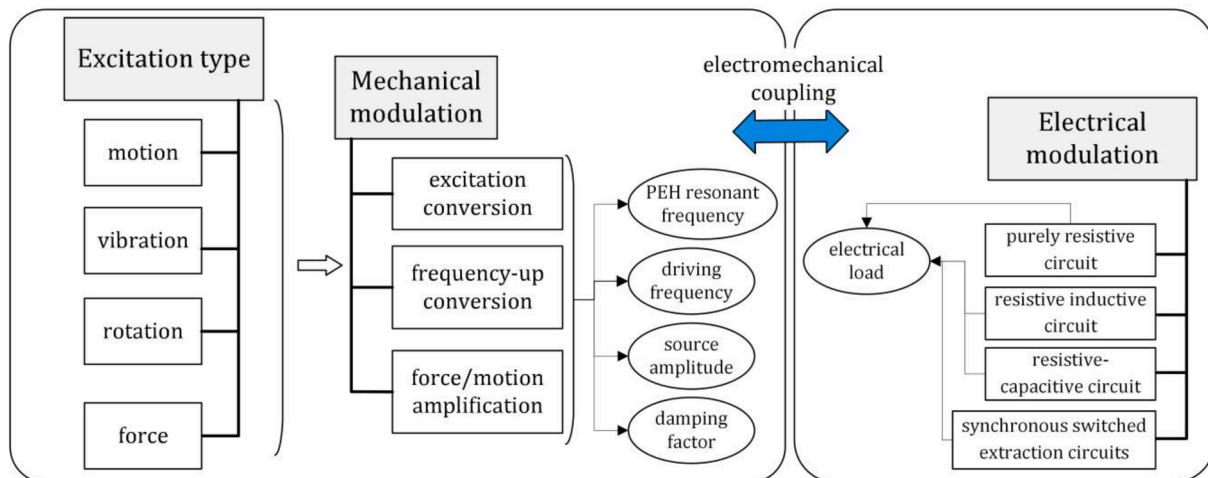 Excitation type
motion
vibration
rotation
force
Mechanical
modulation
excitation
conversion
frequency-up
conversion
force/motion
amplification
PEH resonant
frequency
driving
frequency
source
amplitude
damping
factor
electromechanical
coupling
Electrical
modulation
electrical
load
purely resistive
circuit
resistive inductive
circuit
resistive-
capacitive circuit
synchronous switched
extraction circuits